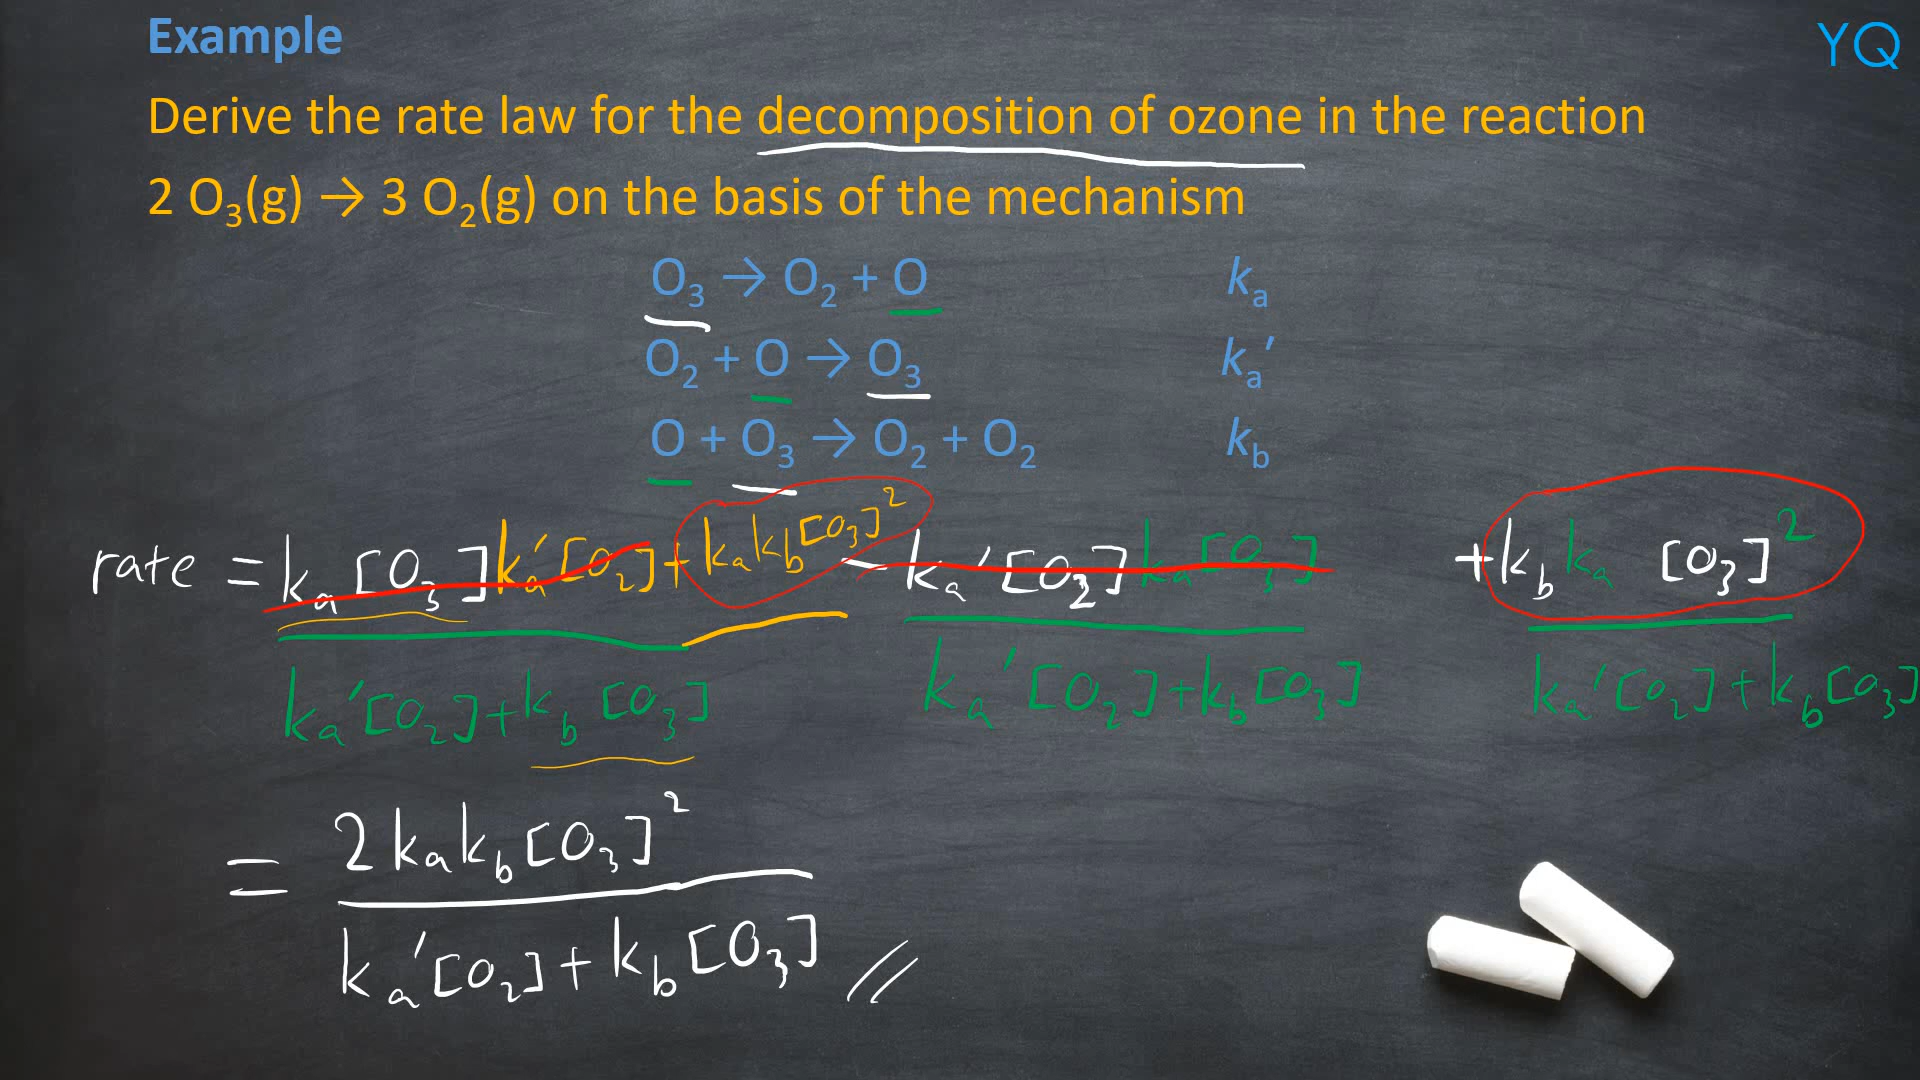 Example
YQ
Derive the rate law for the decomposition of ozone in the reaction
2 O₃(g) → 3 O₂(g) on the basis of the mechanism
O₃ → O₂ + O kₐ
O₂ + O → O₃ kₐ′
O + O₃ → O₂ + O₂ k_b
rate = kₐ[O₃]kₐ′[O₂]+kₐk_b[O₃]² − kₐ′[O₂]kₐ[O₃] +k_bkₐ [O₃]²
kₐ′[O₂]+k_b[O₃] kₐ′[O₂]+k_b[O₃] kₐ′[O₂]+k_b[O₃]
= 2kₐk_b[O₃]²
kₐ′[O₂]+k_b[O₃] //